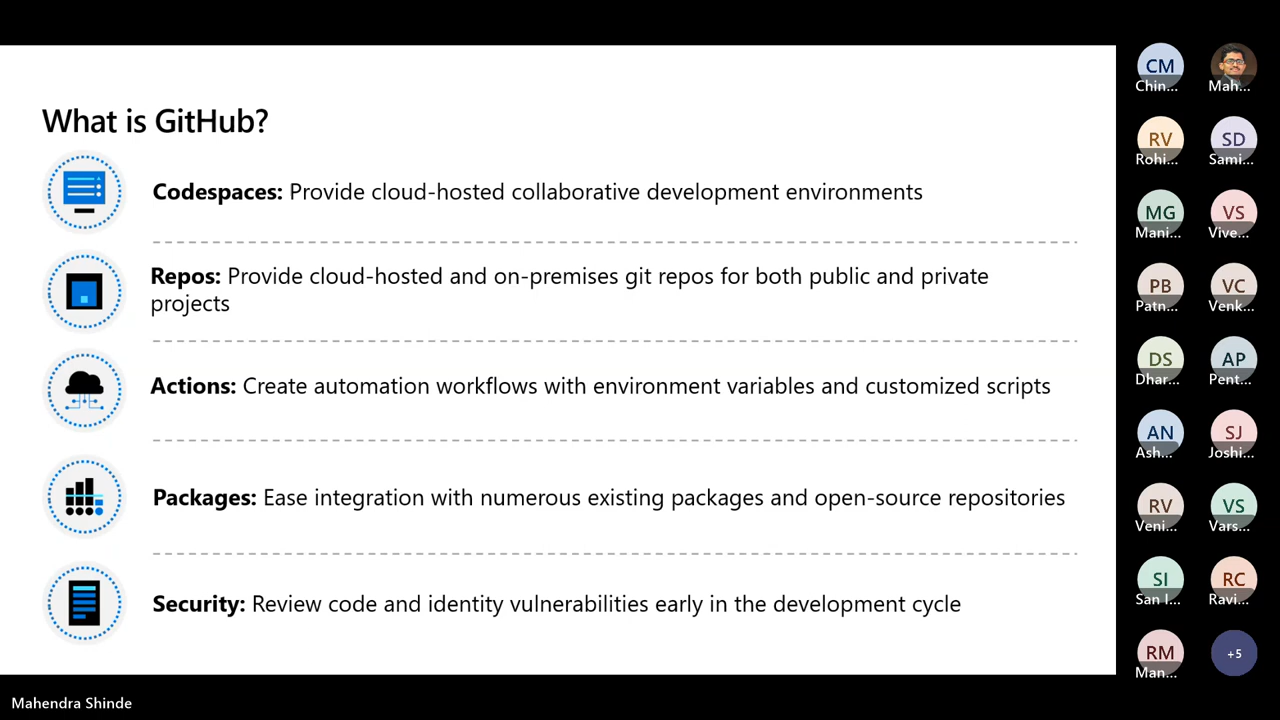 What is GitHub?
Codespaces: Provide cloud-hosted collaborative development environments
Repos: Provide cloud-hosted and on-premises git repos for both public and private
projects
Actions: Create automation workflows with environment variables and customized scripts
Packages: Ease integration with numerous existing packages and open-source repositories
Security: Review code and identity vulnerabilities early in the development cycle
CM
Chin...
Mah...
RV
Rohi...
SD
Sami...
MG
Mani...
VS
Vive...
PB
Patn...
VC
Venk...
DS
Dhar...
AP
Pent...
AN
Ash...
SJ
Joshi...
RV
Veni...
VS
Vars...
SI
San I...
RC
Ravi...
RM
Man...
+5
Mahendra Shinde